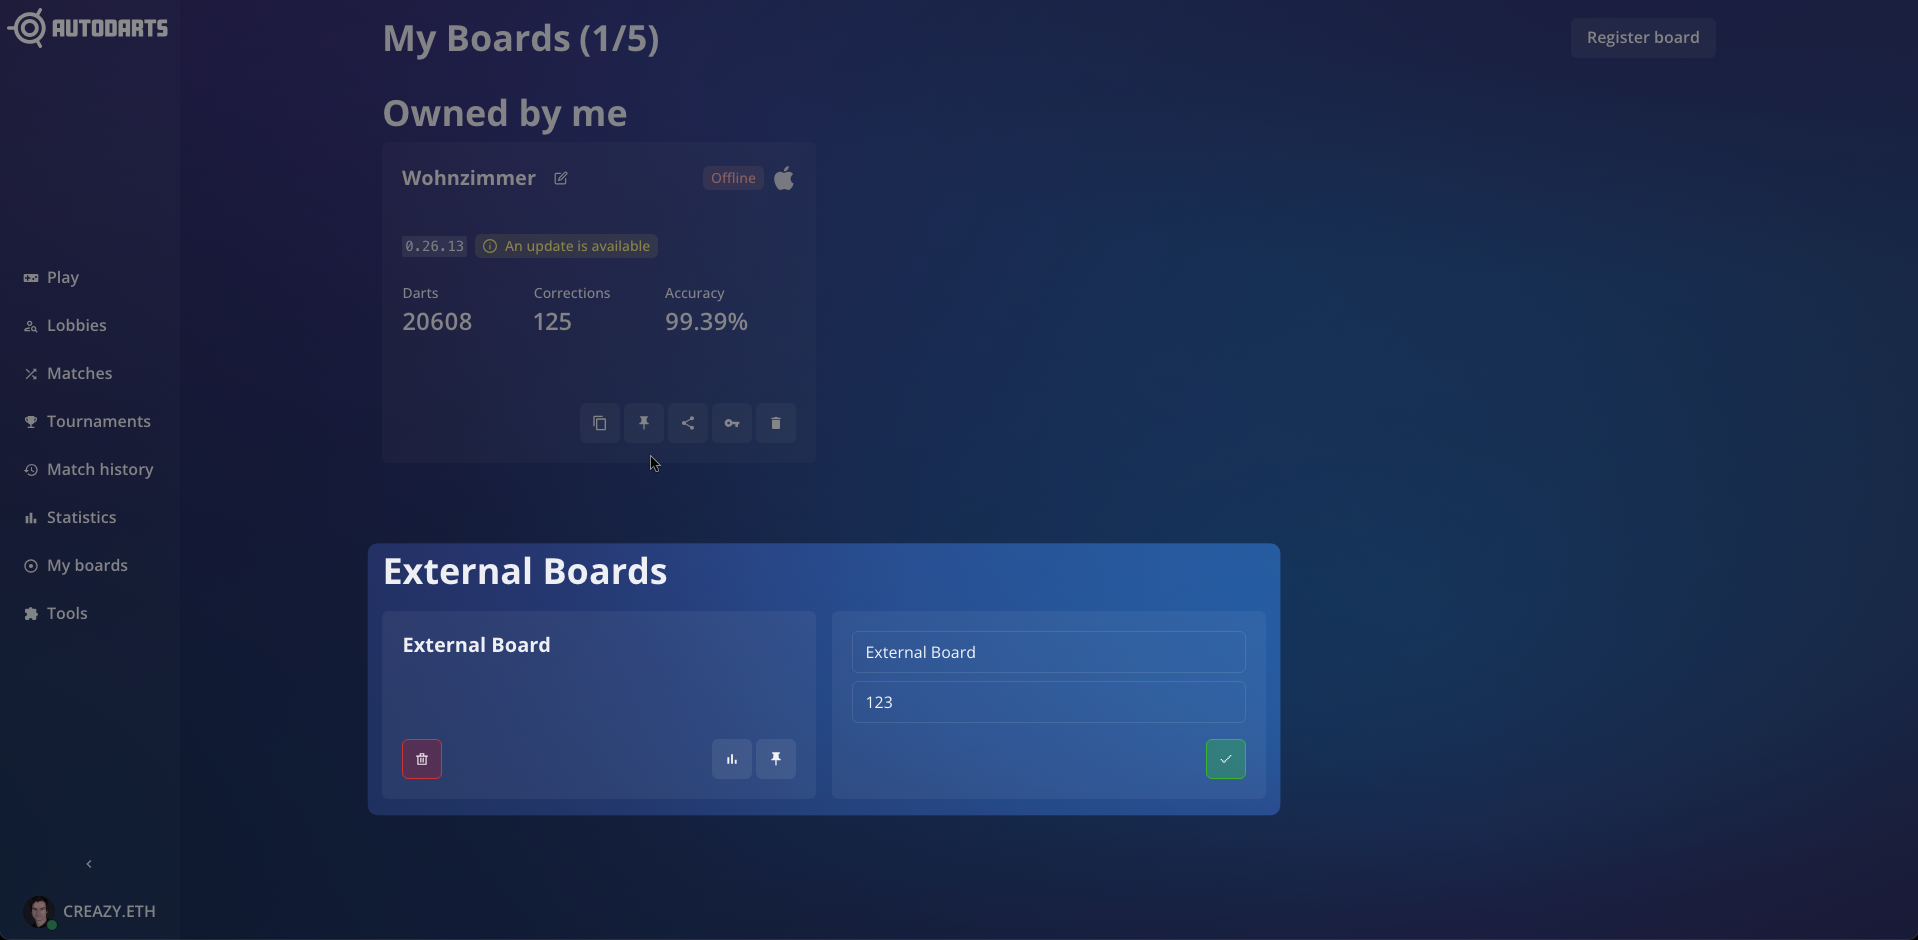 AUTODARTS
My Boards (1/5)
Register board
Owned by me
Wohnzimmer
Offline
0.26.13
An update is available
Darts
Corrections
Accuracy
20608
125
99.39%
Play
Lobbies
Matches
Tournaments
Match history
Statistics
My boards
Tools
External Boards
External Board
External Board
123
CREAZY.ETH